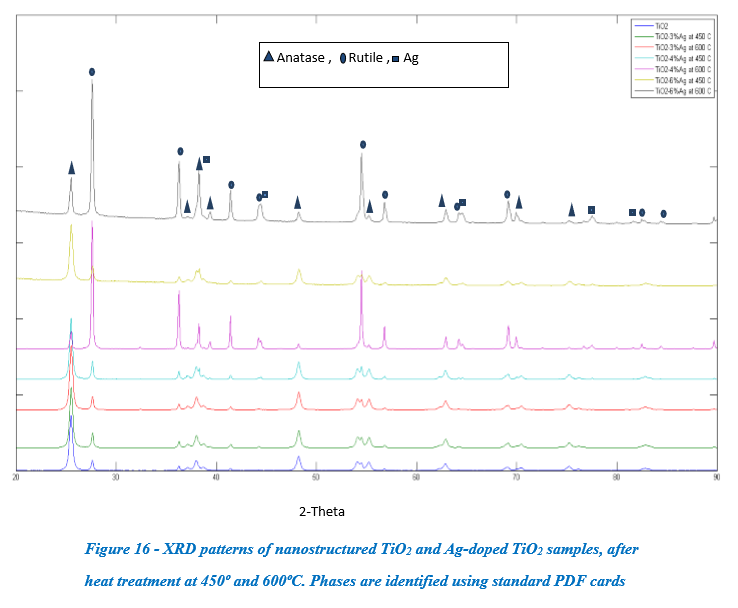 TiO2
TiO2-3%Ag at 450 C
TiO2-3%Ag at 600 C
TiO2-4%Ag at 450 C
TiO2-4%Ag at 600 C
TiO2-6%Ag at 450 C
TiO2-6%Ag at 600 C
Anatase , Rutile , Ag
20 30 40 50 60 70 80 90
2-Theta
Figure 16 - XRD patterns of nanostructured TiO₂ and Ag-doped TiO₂ samples, after
heat treatment at 450º and 600ºC. Phases are identified using standard PDF cards